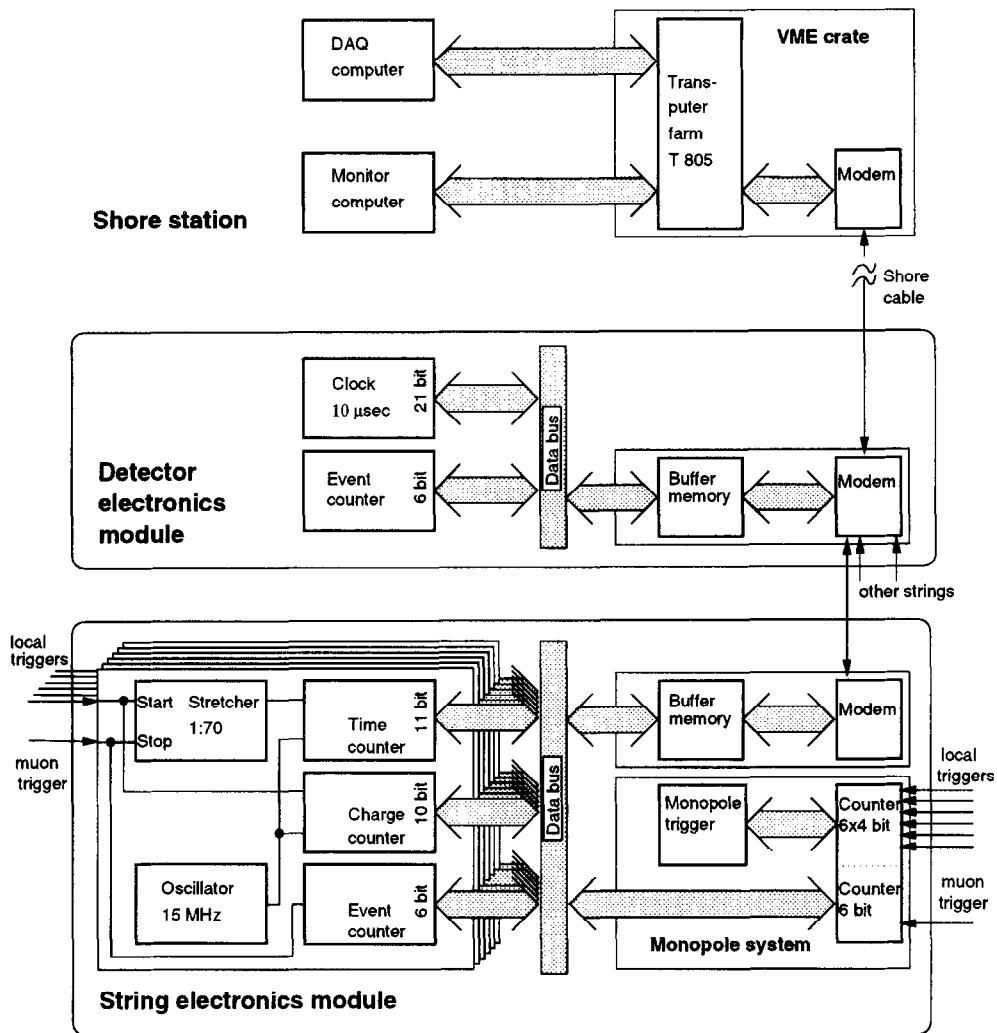 DAQ
computer
VME crate
Trans-
puter
farm
T 805
Monitor
computer
Modem
Shore station
Shore
cable
Clock
10 μsec
21 bit
Data bus
Detector
electronics
module
Event
counter
6 bit
Buffer
memory
Modem
other strings
local
triggers
Start
Stretcher
1:70
Stop
muon
trigger
Time
counter
11 bit
Buffer
memory
Modem
Data bus
local
triggers
Charge
counter
10 bit
Monopole
trigger
Counter
6x4 bit
Oscillator
15 MHz
Event
counter
6 bit
Counter
6 bit
muon
trigger
Monopole system
String electronics module